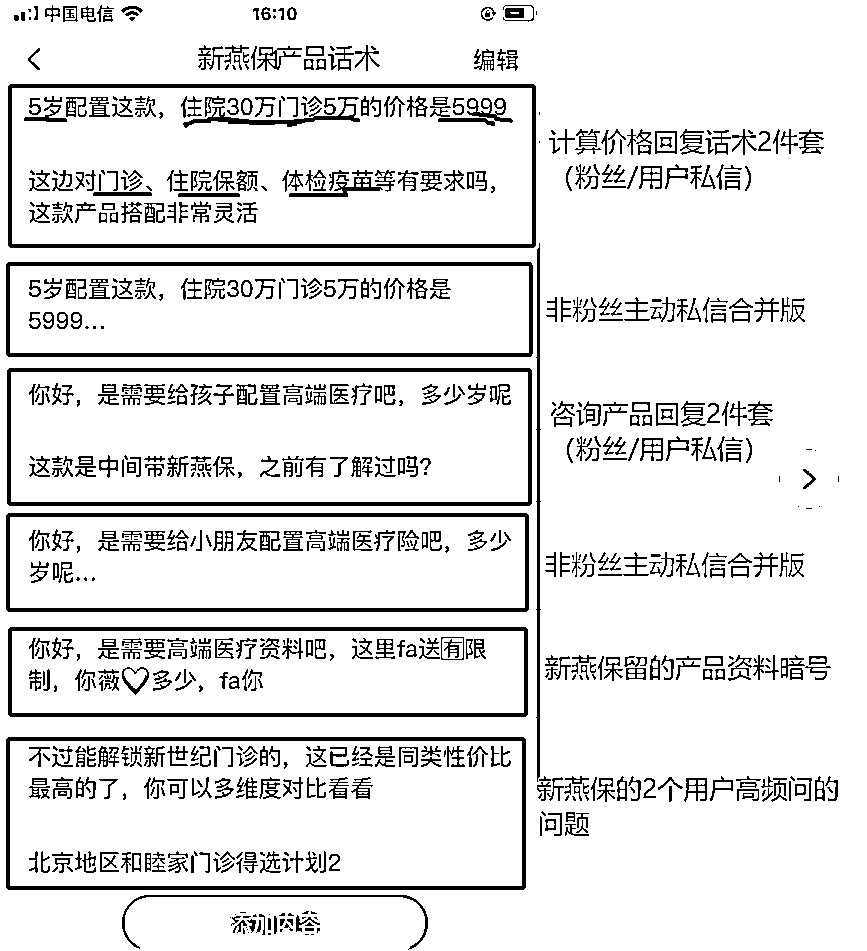 中国电信
16:10
新燕保产品话术
编辑
5岁配置这款，住院30万门诊5万的价格是5999
这边对门诊、住院保额、体检疫苗等有要求吗，
这款产品搭配非常灵活
计算价格回复话术2件套
（粉丝/用户私信）
5岁配置这款，住院30万门诊5万的价格是
5999...
非粉丝主动私信合并版
你好，是需要给孩子配置高端医疗吧，多少岁呢
这款是中间带新燕保，之前有了解过吗？
咨询产品回复2件套
（粉丝/用户私信）
你好，是需要给小朋友配置高端医疗险吧，多少
岁呢...
非粉丝主动私信合并版
你好，是需要高端医疗资料吧，这里fa送🈶限
制，你薇♡多少，fa你
新燕保留的产品资料暗号
不过能解锁新世纪门诊的，这已经是同类性价比
最高的了，你可以多维度对比看看
北京地区和睦家门诊得选计划2
新燕保的2个用户高频问的
问题
添加内容